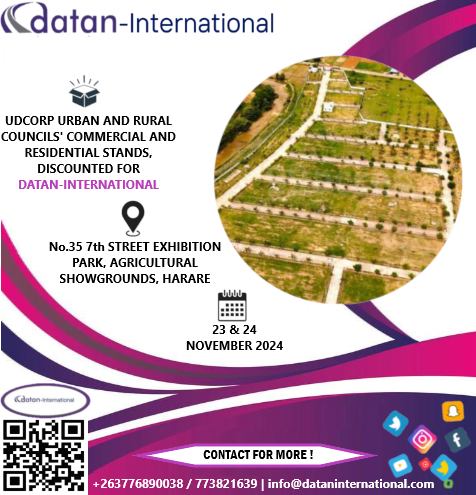 datan-International
UDCORP URBAN AND RURAL
COUNCILS' COMMERCIAL AND
RESIDENTIAL STANDS,
DISCOUNTED FOR
DATAN-INTERNATIONAL
No.35 7th STREET EXHIBITION
PARK, AGRICULTURAL
SHOWGROUNDS, HARARE
23 & 24
NOVEMBER 2024
datan-International
CONTACT FOR MORE !
+263776890038 / 773821639 | info@dataninternational.com